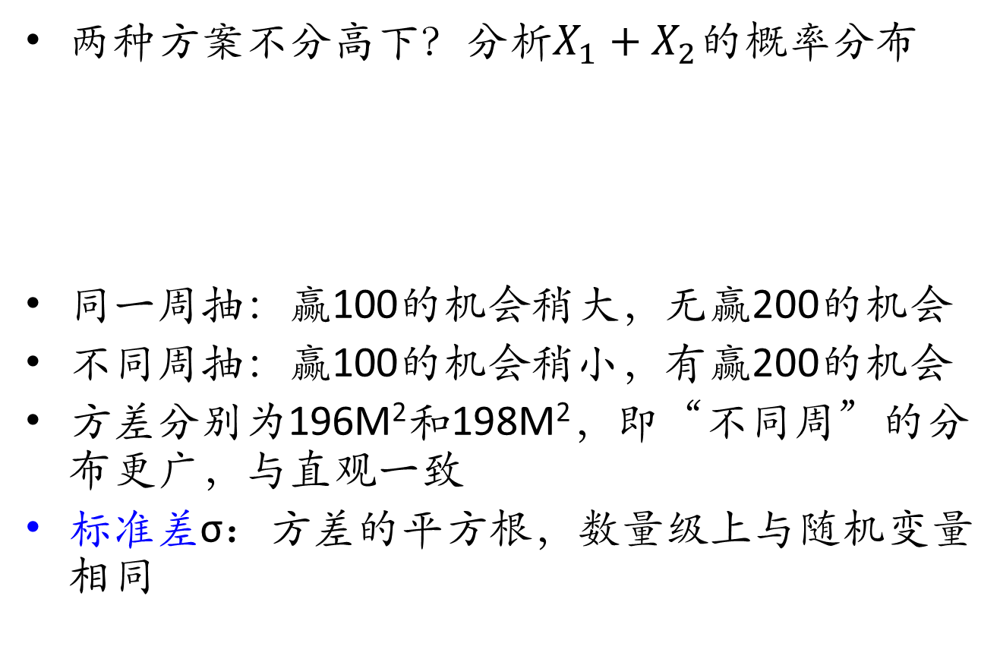 • 两种方案不分高下？分析X₁ + X₂的概率分布
• 同一周抽：赢100的机会稍大，无赢200的机会
• 不同周抽：赢100的机会稍小，有赢200的机会
• 方差分别为196M²和198M²，即“不同周”的分
布更广，与直观一致
• 标准差σ：方差的平方根，数量级上与随机变量
相同